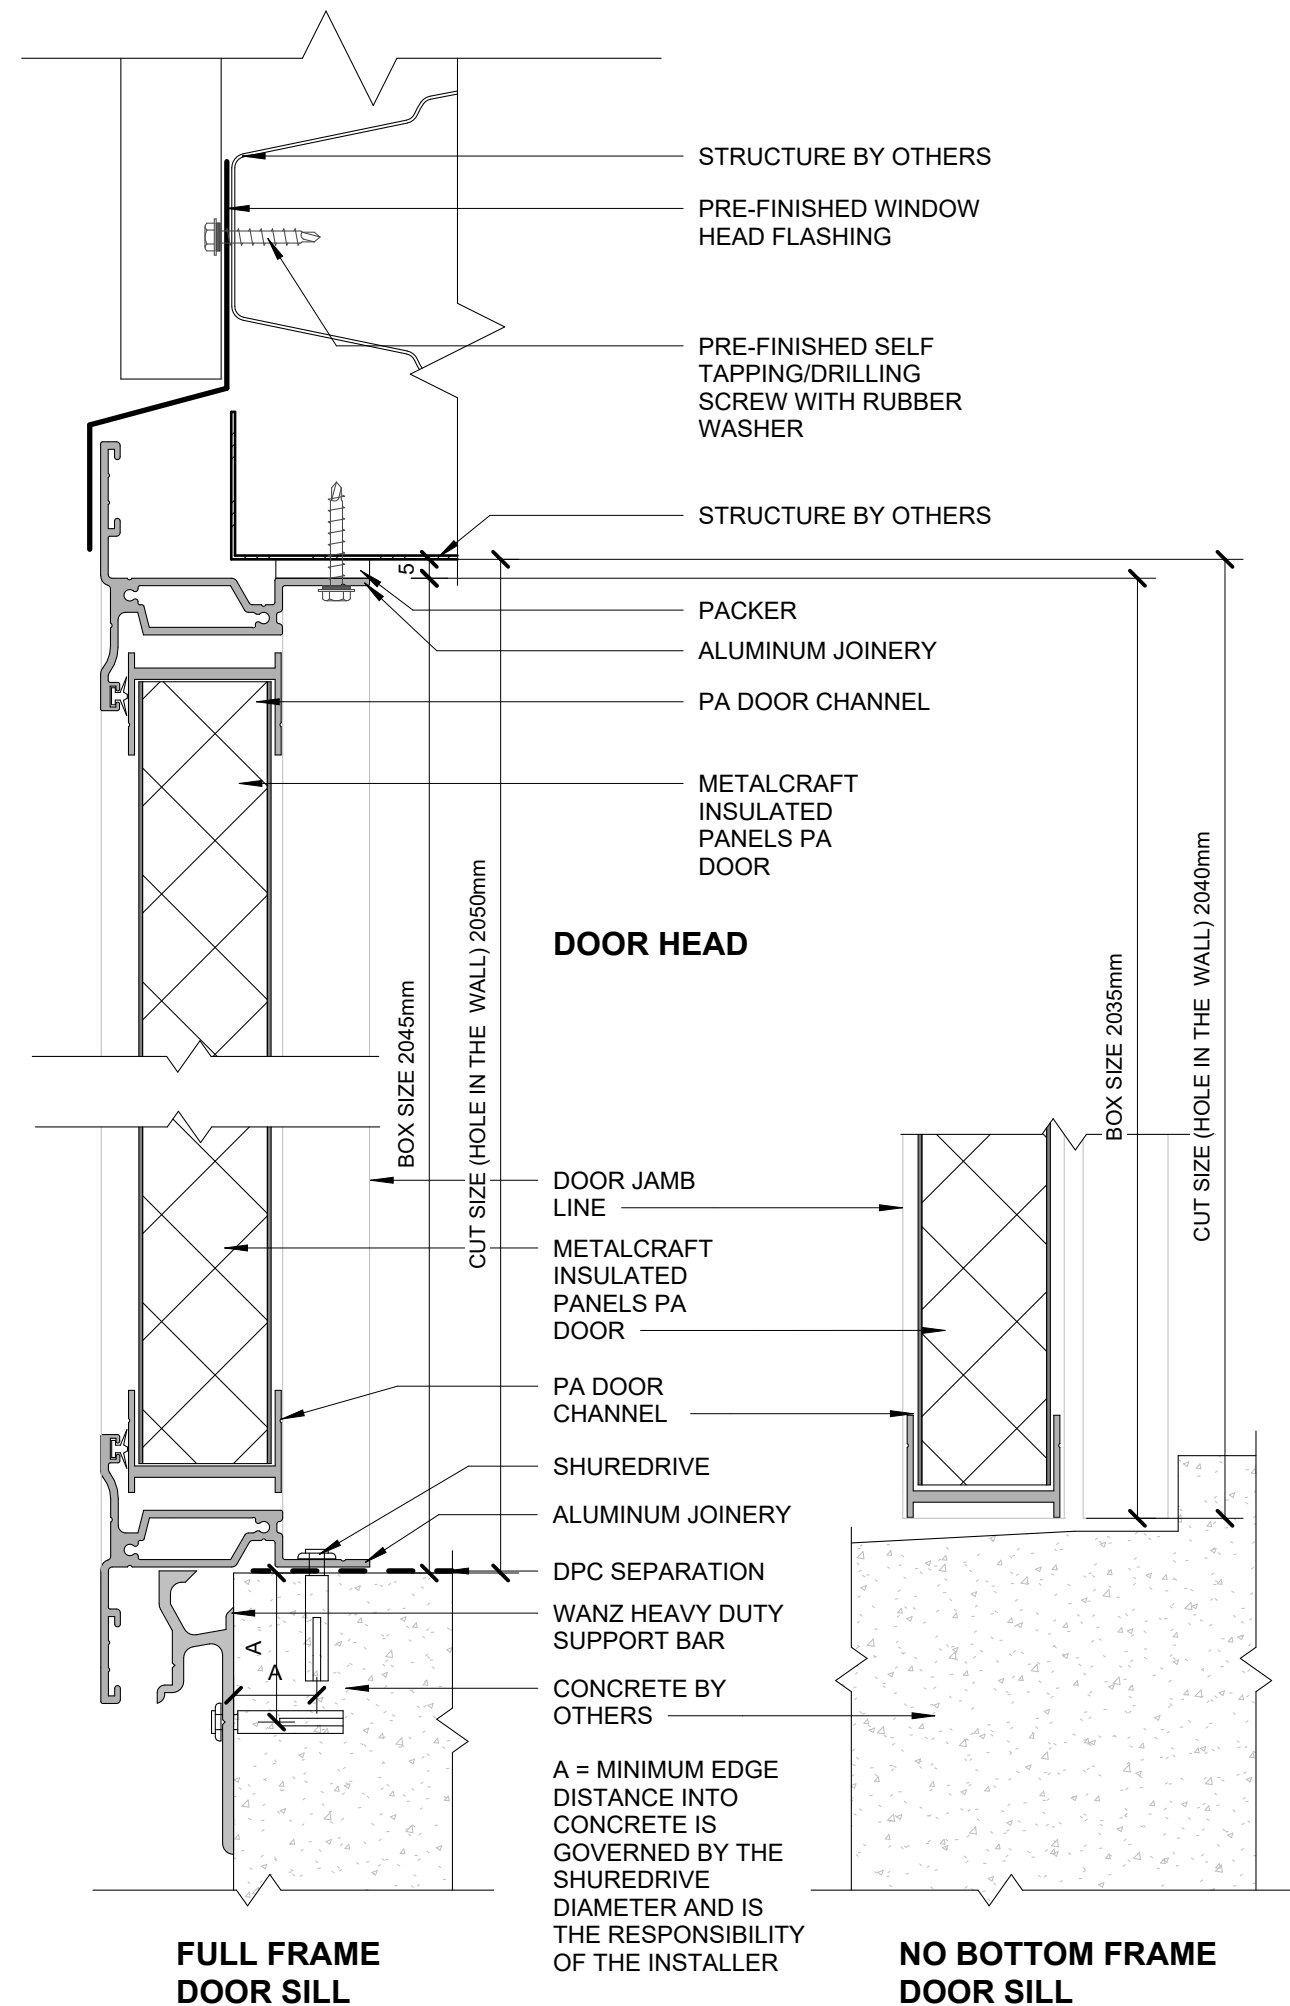 STRUCTURE BY OTHERS
PRE-FINISHED WINDOW
HEAD FLASHING
PRE-FINISHED SELF
TAPPING/DRILLING
SCREW WITH RUBBER
WASHER
STRUCTURE BY OTHERS
5
PACKER
ALUMINUM JOINERY
PA DOOR CHANNEL
METALCRAFT
INSULATED
PANELS PA
DOOR
DOOR HEAD
BOX SIZE 2045mm
CUT SIZE (HOLE IN THE WALL) 2050mm
BOX SIZE 2035mm
CUT SIZE (HOLE IN THE WALL) 2040mm
DOOR JAMB
LINE
METALCRAFT
INSULATED
PANELS PA
DOOR
PA DOOR
CHANNEL
SHUREDRIVE
ALUMINUM JOINERY
DPC SEPARATION
WANZ HEAVY DUTY
SUPPORT BAR
A
A
CONCRETE BY
OTHERS
A = MINIMUM EDGE
DISTANCE INTO
CONCRETE IS
GOVERNED BY THE
SHUREDRIVE
DIAMETER AND IS
THE RESPONSIBILITY
OF THE INSTALLER
FULL FRAME
DOOR SILL
NO BOTTOM FRAME
DOOR SILL